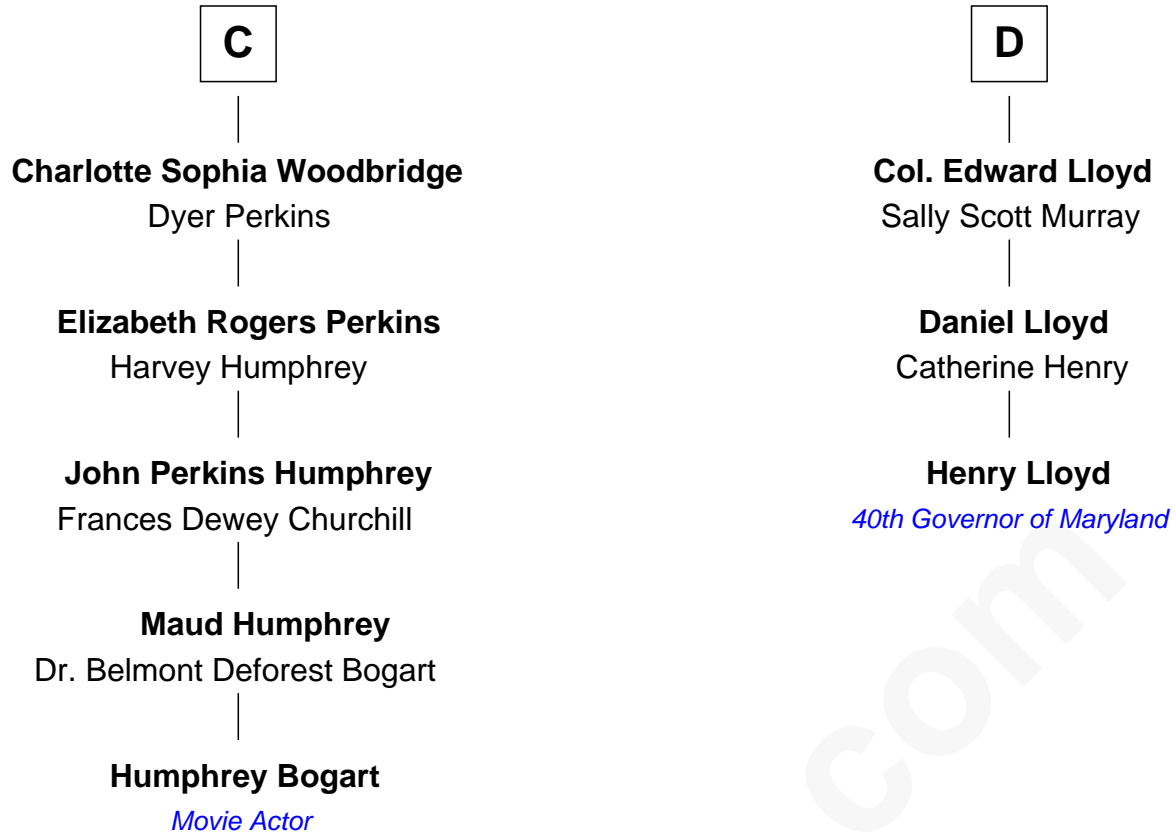 C
Charlotte Sophia Woodbridge
Dyer Perkins
Elizabeth Rogers Perkins
Harvey Humphrey
John Perkins Humphrey
Frances Dewey Churchill
Maud Humphrey
Dr. Belmont Deforest Bogart
Humphrey Bogart
Movie Actor
D
Col. Edward Lloyd
Sally Scott Murray
Daniel Lloyd
Catherine Henry
Henry Lloyd
40th Governor of Maryland
com